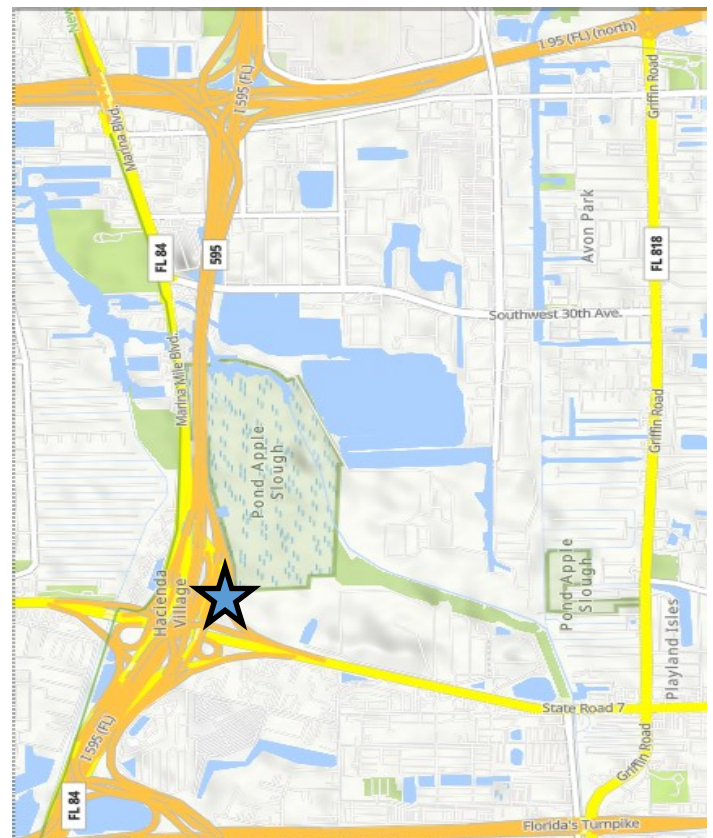 New
I 95 (FL) (north)
I 595 (FL)
Griffin Road
Marina Blvd.
Avon Park
FL 84
595
FL 818
Southwest 30th Ave.
Marina Mile Blvd.
Griffin Road
Pond Apple
Slough
Hacienda
Village
Pond Apple
Slough
Playland Isles
State Road 7
I 595 (FL)
Griffin Road
FL 84
Florida's Turnpike